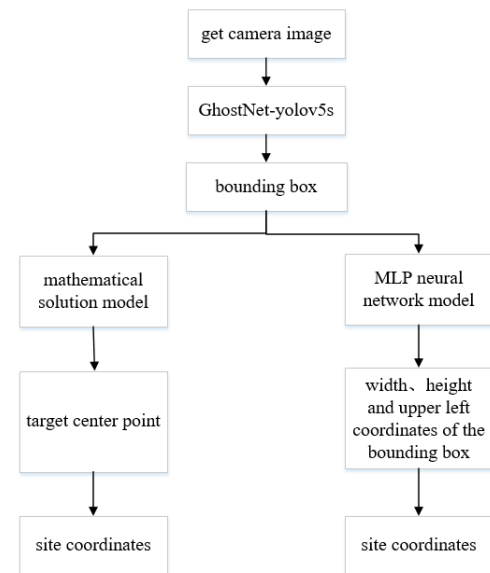 get camera image
GhostNet-yolov5s
bounding box
mathematical
solution model
MLP neural
network model
target center point
width、height
and upper left
coordinates of the
bounding box
site coordinates
site coordinates